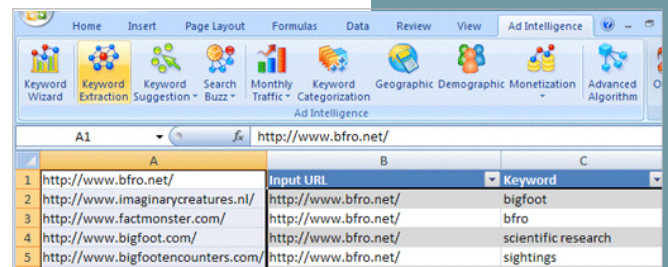 Home Insert Page Layout Formulas Data Review View Ad Intelligence
Keyword Wizard Keyword Extraction Keyword Suggestion Search Buzz Monthly Traffic Keyword Categorization Geographic Demographic Monetization Advanced Algorithm
Ad Intelligence
A1 fx http://www.bfro.net/
A B C
1 http://www.bfro.net/ Input URL Keyword
2 http://www.imaginarycreatures.nl/ http://www.bfro.net/ bigfoot
3 http://www.factmonster.com/ http://www.bfro.net/ bfro
4 http://www.bigfoot.com/ http://www.bfro.net/ scientific research
5 http://www.bigfootencounters.com/ http://www.bfro.net/ sightings